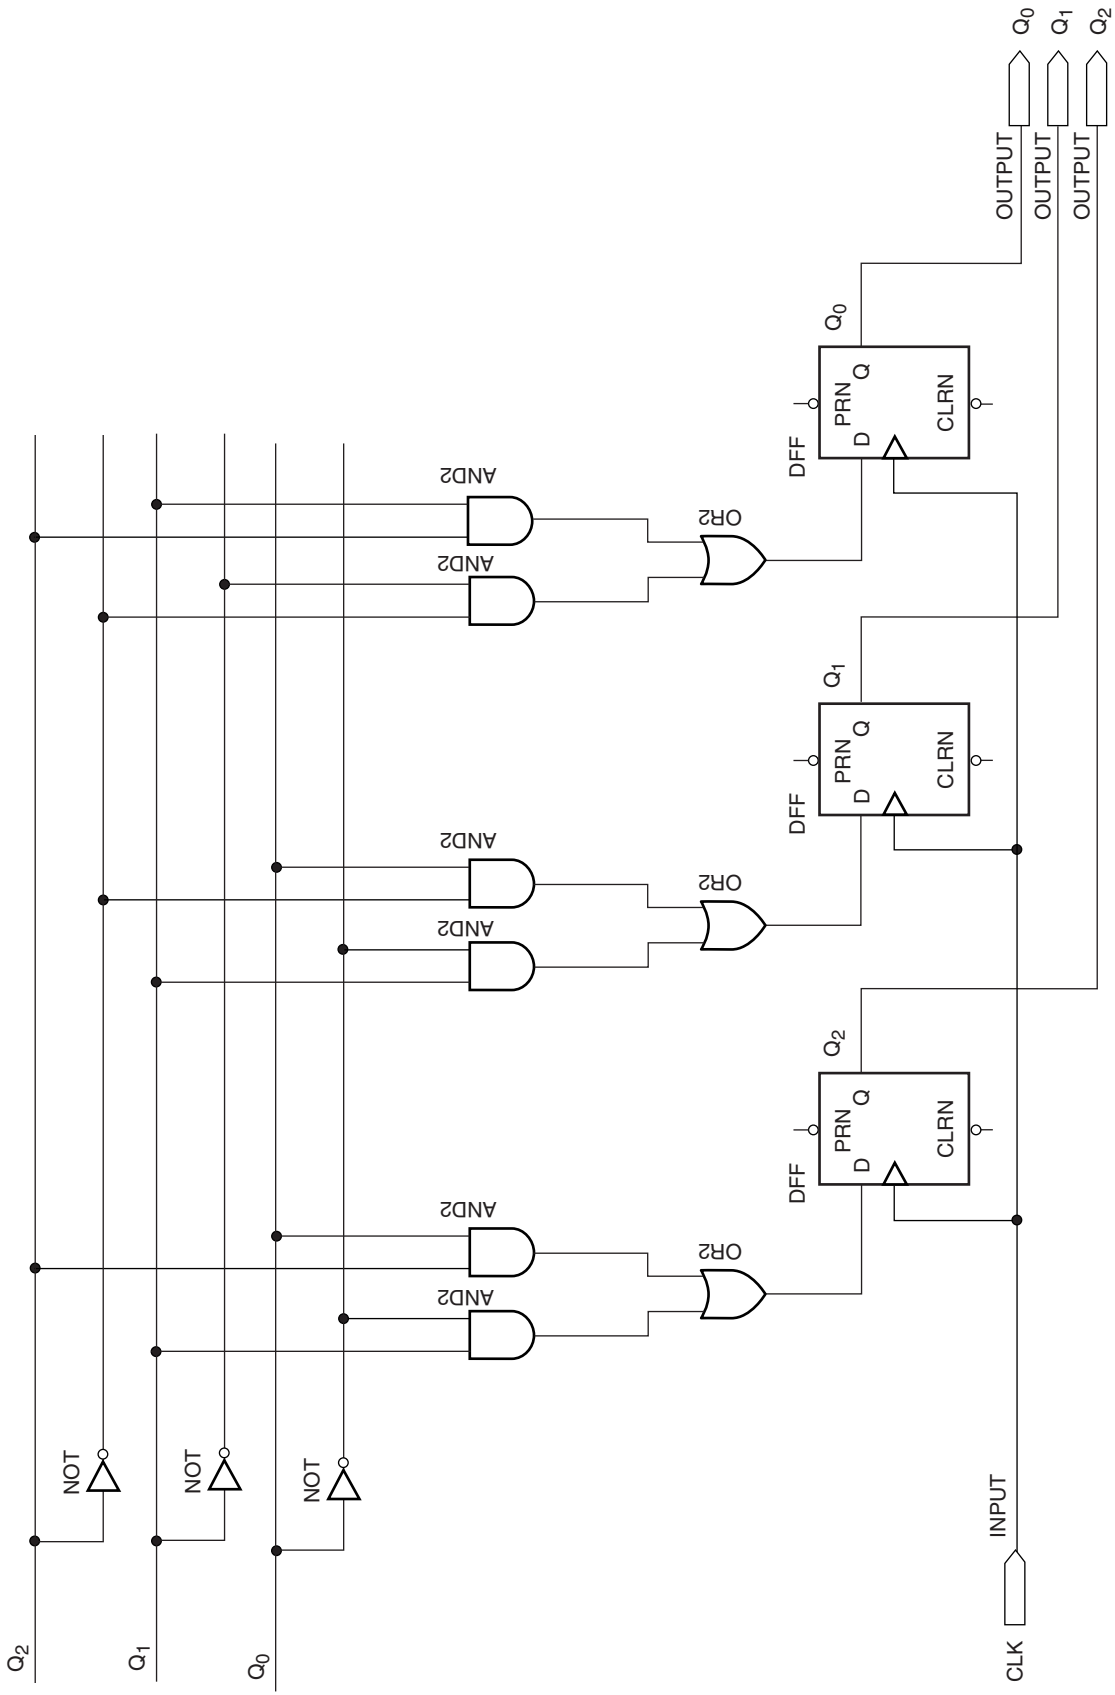 Q2
NOT
Q1
NOT
Q0
NOT
AND2
AND2
AND2
AND2
AND2
AND2
OR2
OR2
OR2
DFF
PRN
D
Q
CLRN
Q2
DFF
PRN
D
Q
CLRN
Q1
DFF
PRN
D
Q
CLRN
Q0
CLK
INPUT
OUTPUT
Q0
OUTPUT
Q1
OUTPUT
Q2